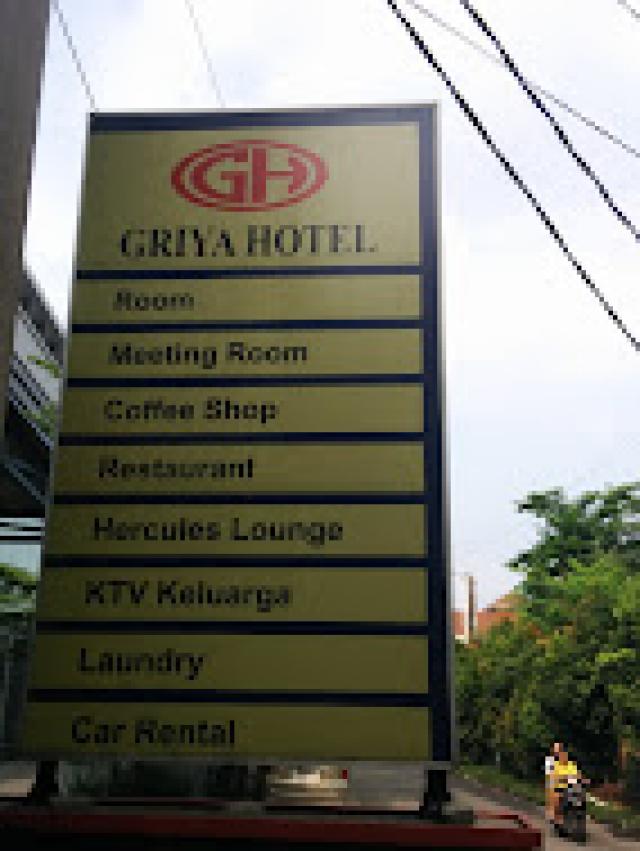 GH
GRIYA HOTEL
Room
Meeting Room
Coffee Shop
Restaurant
Hercules Lounge
KTV Keluarga
Laundry
Car Rental